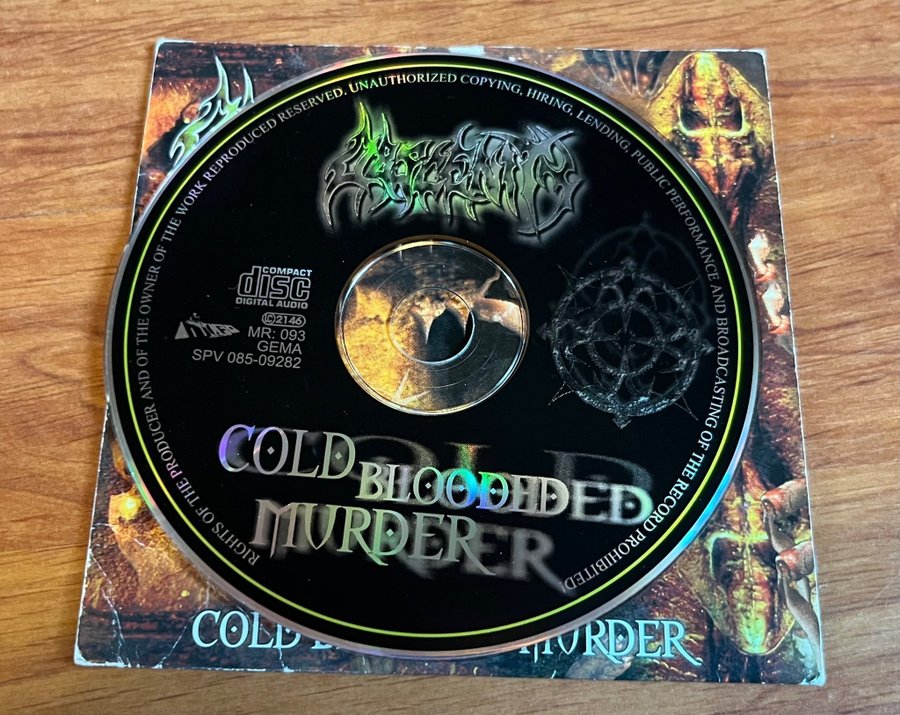 RIGHTS OF THE PRODUCER AND OF THE OWNER OF THE WORK REPRODUCED RESERVED. UNAUTHORIZED COPYING, HIRING, LENDING, PUBLIC PERFORMANCE AND BROADCASTING OF THE RECORD PROHIBITED
OBSCENITY
COMPACT
disc
DIGITAL AUDIO
LC 2146
MR: 093
GEMA
SPV 085-09282
COLD
BLOODED
MURDER
COLD
MURDER